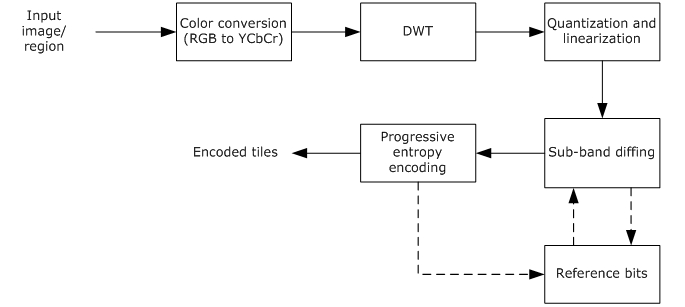 Input
image/
region
Color conversion
(RGB to YCbCr)
DWT
Quantization and
linearization
Encoded tiles
Progressive
entropy
encoding
Sub-band diffing
Reference bits